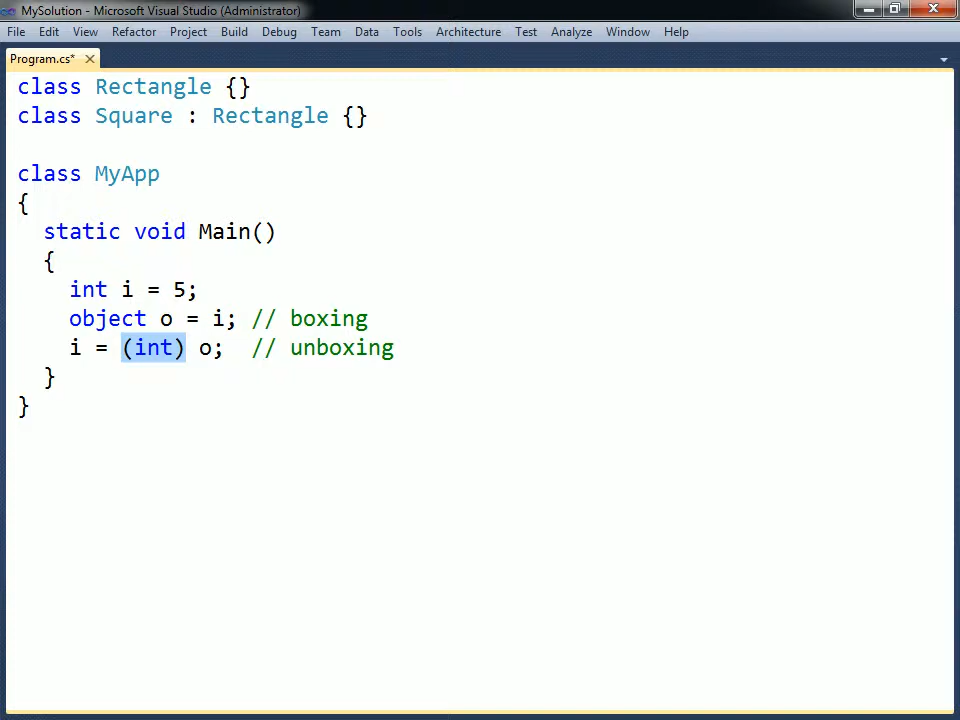 MySolution - Microsoft Visual Studio (Administrator)
File Edit View Refactor Project Build Debug Team Data Tools Architecture Test Analyze Window Help
Program.cs*
class Rectangle {}
class Square : Rectangle {}
class MyApp
{
static void Main()
{
int i = 5;
object o = i; // boxing
i = (int) o; // unboxing
}
}